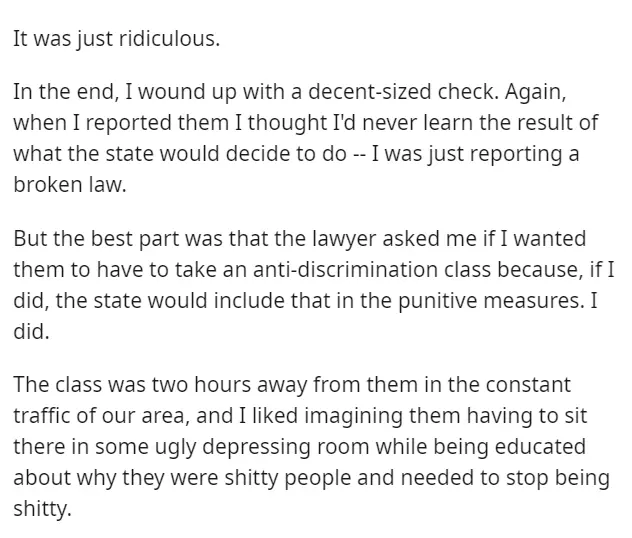 It was just ridiculous.
In the end, I wound up with a decent-sized check. Again,
when I reported them I thought I'd never learn the result of
what the state would decide to do -- I was just reporting a
broken law.
But the best part was that the lawyer asked me if I wanted
them to have to take an anti-discrimination class because, if I
did, the state would include that in the punitive measures. I
did.
The class was two hours away from them in the constant
traffic of our area, and I liked imagining them having to sit
there in some ugly depressing room while being educated
about why they were shitty people and needed to stop being
shitty.